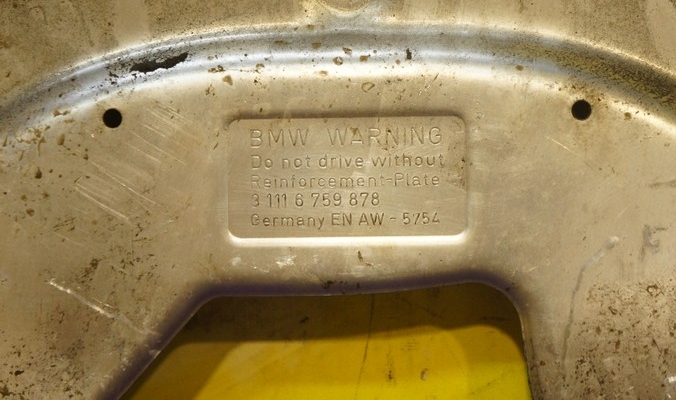 BMW WARNING
Do not drive without
Reinforcement-Plate
3 111 6 759 878
Germany EN AW - 5754